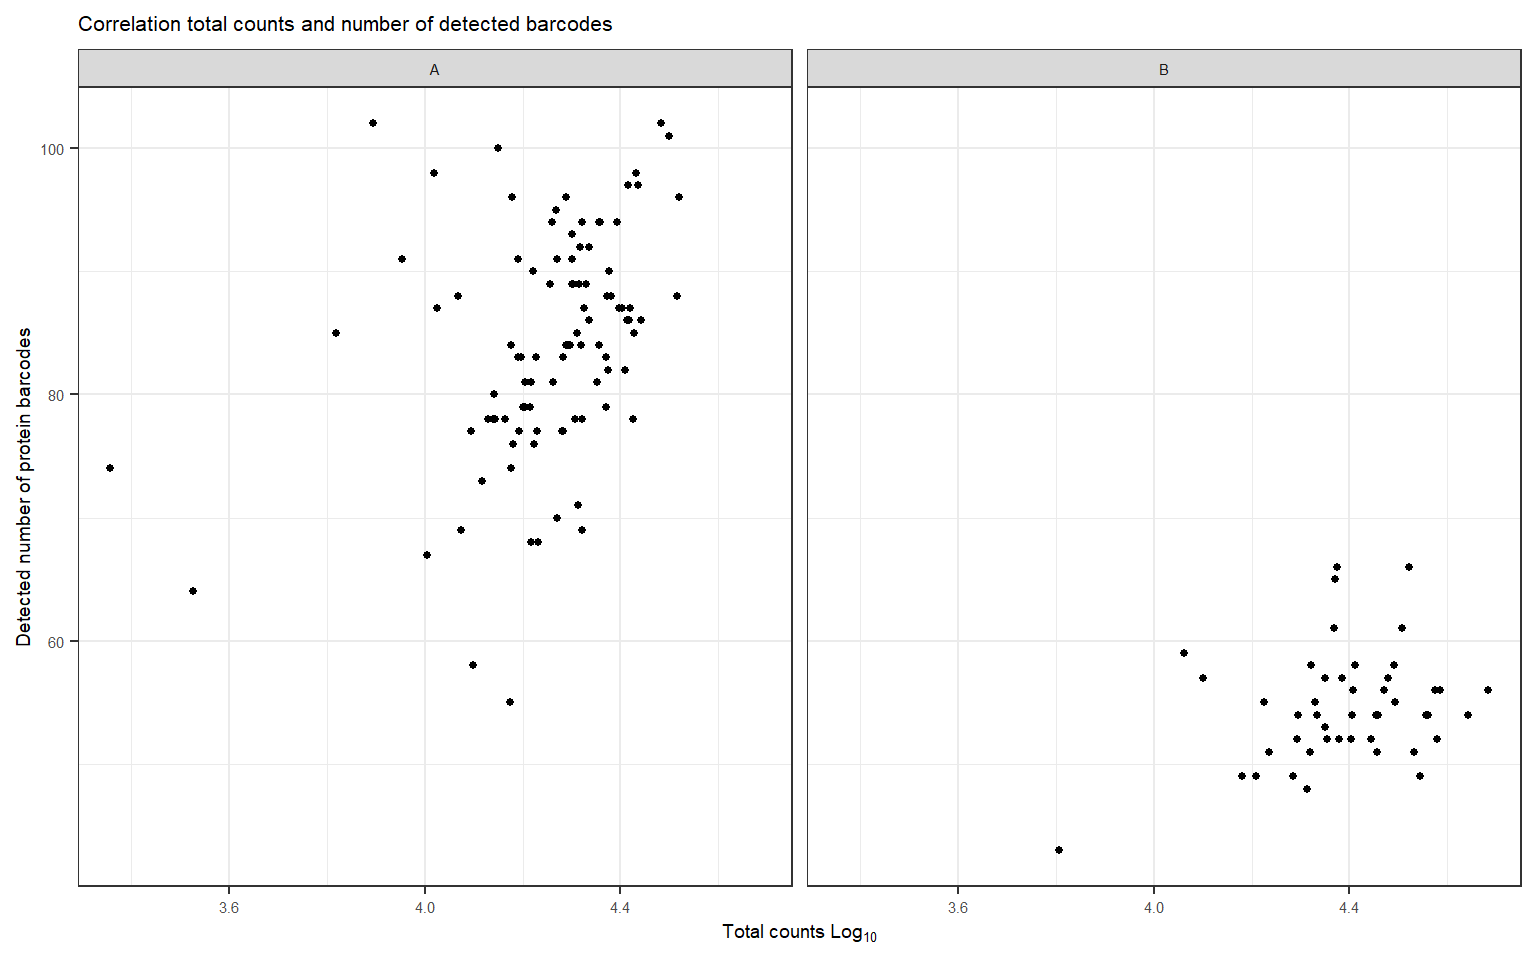 Correlation total counts and number of detected barcodes
A
B
Detected number of protein barcodes
100
80
60
3.6
4.0
4.4
3.6
4.0
4.4
Total counts Log₁₀